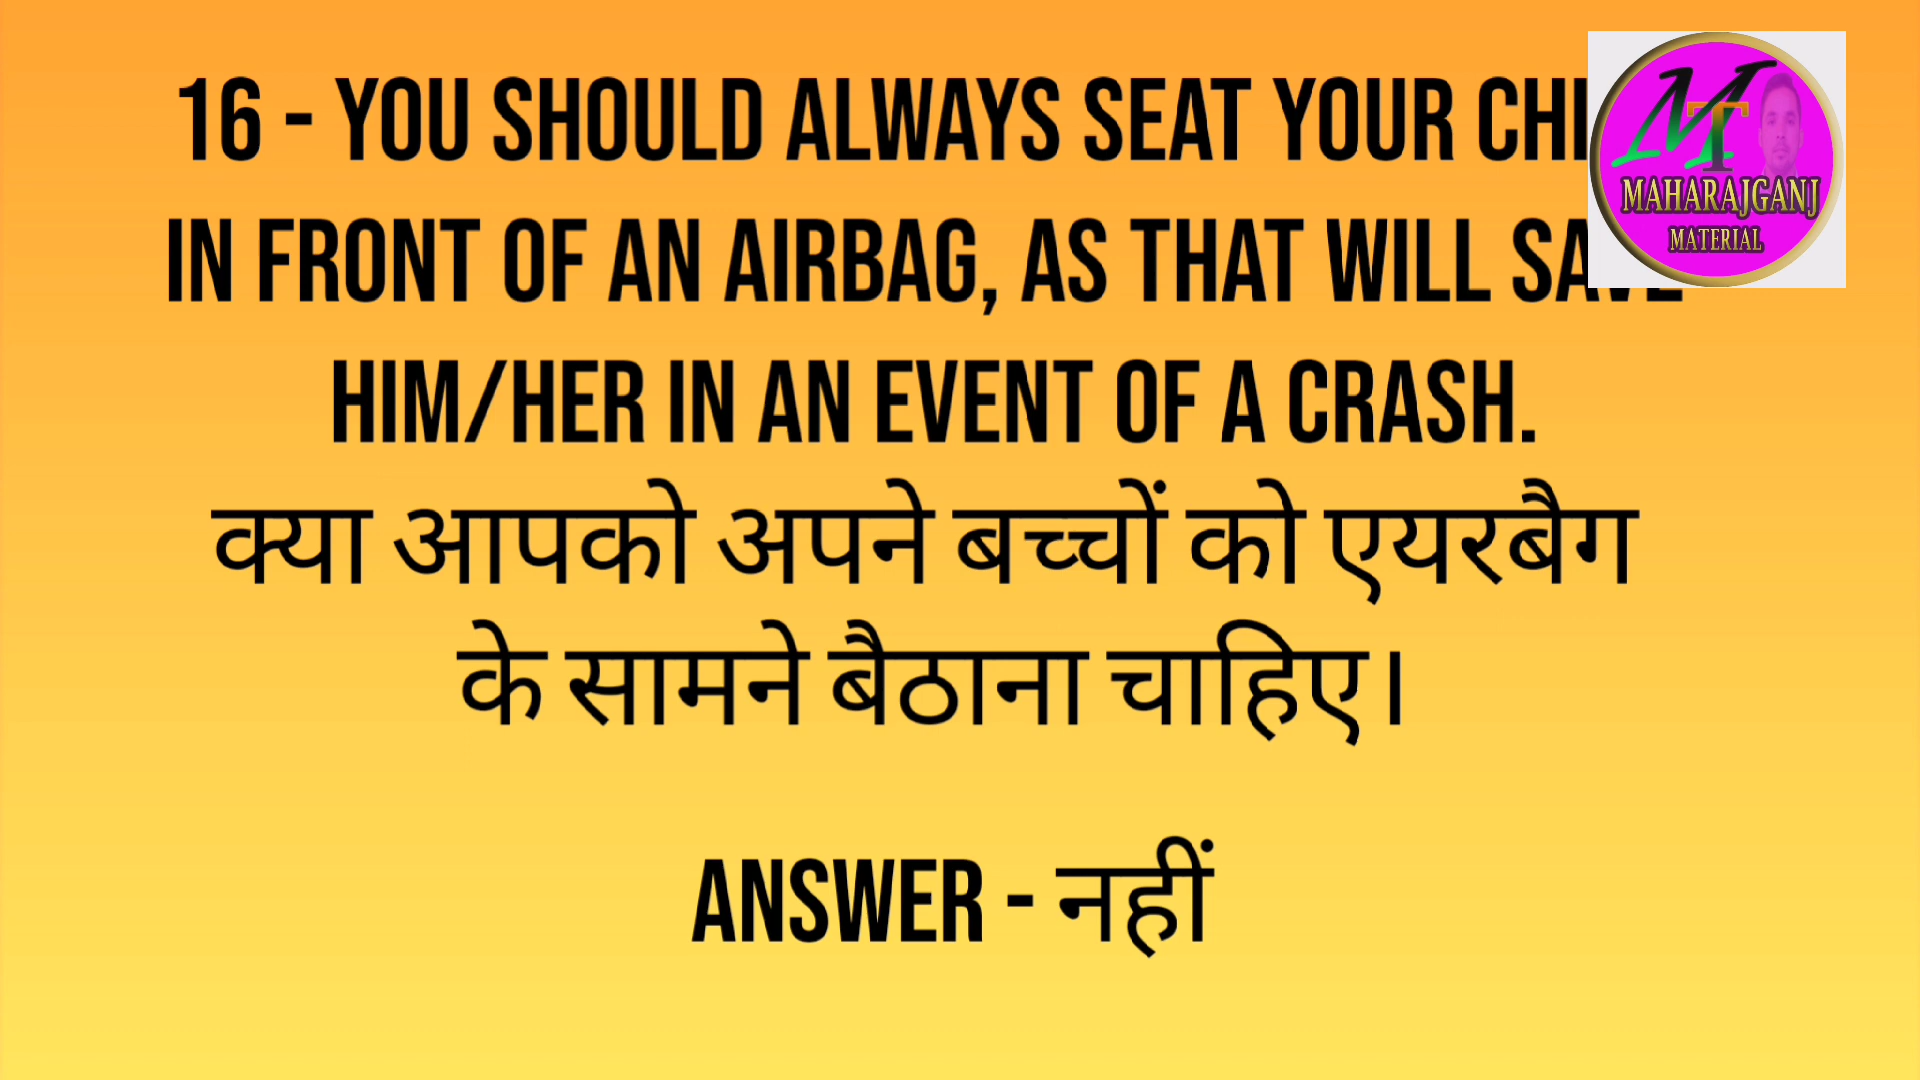 16 - YOU SHOULD ALWAYS SEAT YOUR
IN FRONT OF AN AIRBAG, AS THAT WILL SAVE
HIM/HER IN AN EVENT OF A CRASH.
क्या आपको अपने बच्चों को एयरबैग
के सामने बैठाना चाहिए।
ANSWER - नहीं
MT
MAHARAJGANJ
MATERIAL